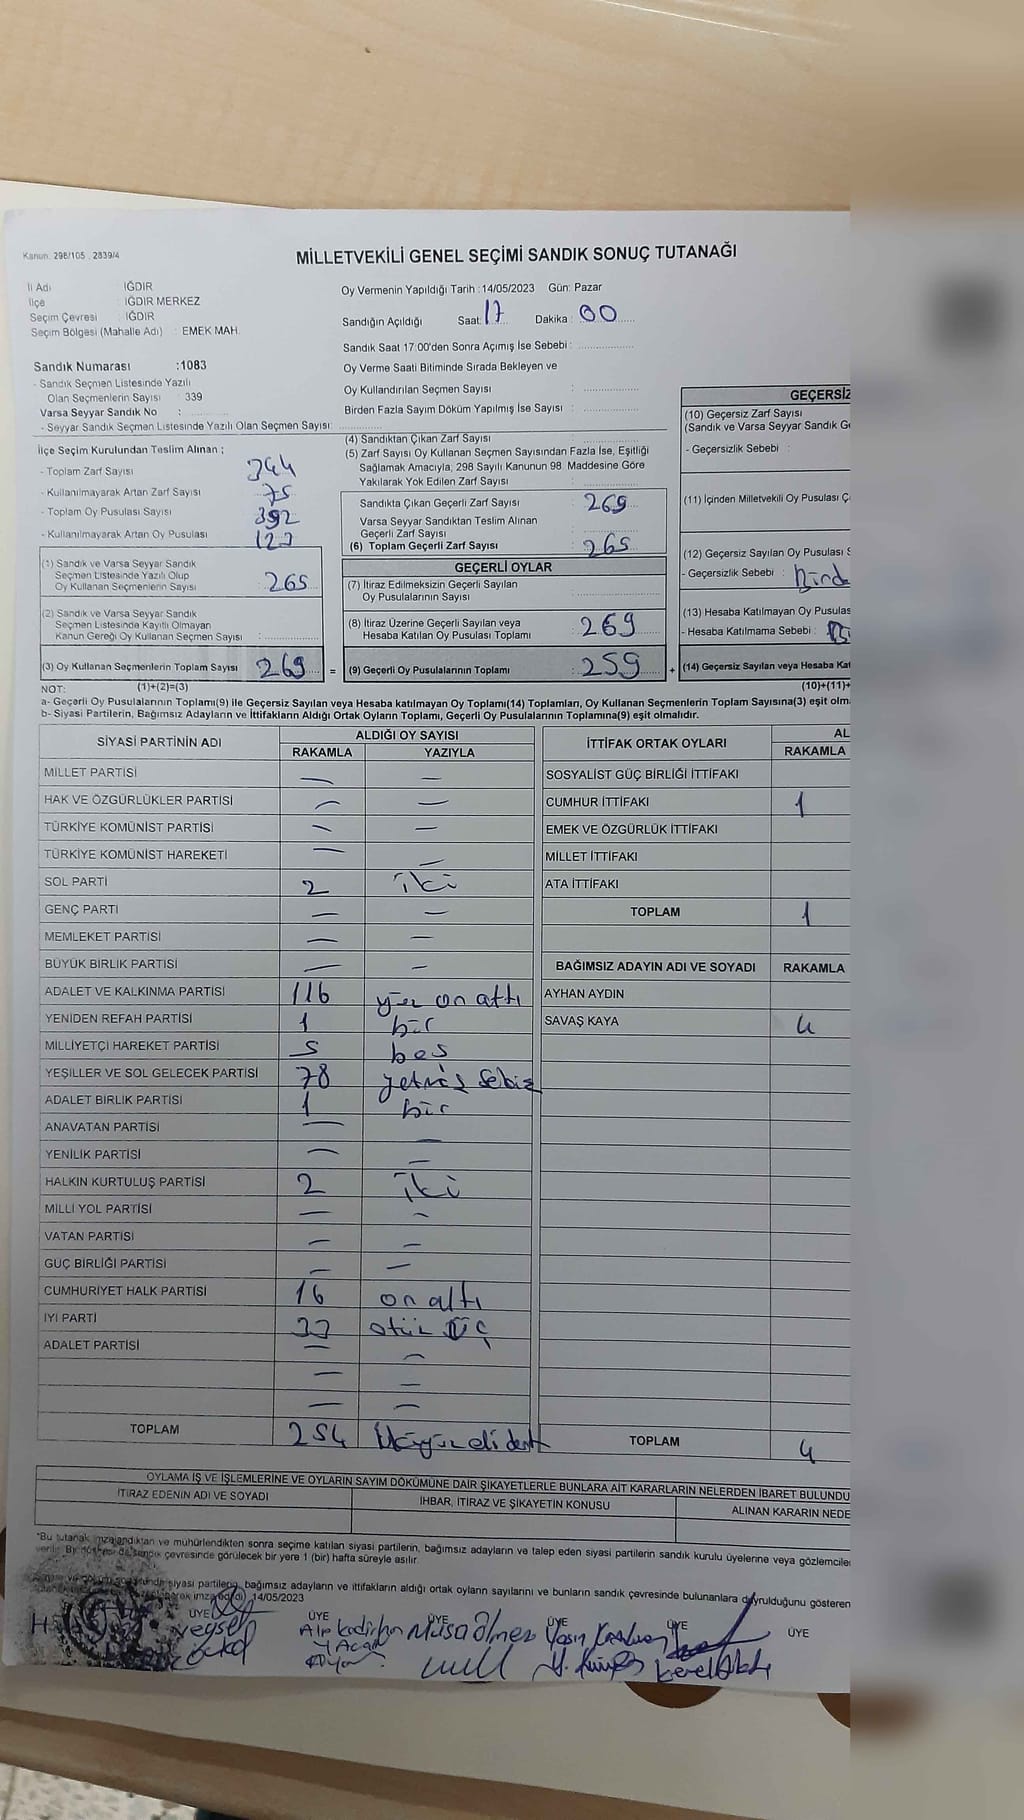 Kanun: 298/105 , 2839/4
MİLLETVEKİLİ GENEL SEÇİMİ SANDIK SONUÇ TUTANAĞI
İl Adı : IĞDIR
İlçe : IĞDIR MERKEZ
Seçim Çevresi : IĞDIR
Seçim Bölgesi (Mahalle Adı) : EMEK MAH.
Oy Vermenin Yapıldığı Tarih :14/05/2023 Gün: Pazar
Sandığın Açıldığı Saat: 17 Dakika : 00
Sandık Saat 17:00'den Sonra Açımış İse Sebebi :
Sandık Numarası :1083
- Sandık Seçmen Listesinde Yazılı
Olan Seçmenlerin Sayısı : 339
Varsa Seyyar Sandık No :
- Seyyar Sandık Seçmen Listesinde Yazılı Olan Seçmen Sayısı:
Oy Verme Saati Bitiminde Sırada Bekleyen ve
Oy Kullandırılan Seçmen Sayısı :
Birden Fazla Sayım Döküm Yapılmış İse Sayısı :
İlçe Seçim Kurulundan Teslim Alınan ;
- Toplam Zarf Sayısı 344
- Kullanılmayarak Artan Zarf Sayısı 75
- Toplam Oy Pusulası Sayısı 392
- Kullanılmayarak Artan Oy Pusulası 123
(4) Sandıktan Çıkan Zarf Sayısı :
(5) Zarf Sayısı Oy Kullanan Seçmen Sayısından Fazla İse, Eşitliği
Sağlamak Amacıyla, 298 Sayılı Kanunun 98. Maddesine Göre
Yakılarak Yok Edilen Zarf Sayısı :
Sandıkta Çıkan Geçerli Zarf Sayısı : 269
Varsa Seyyar Sandıktan Teslim Alınan
Geçerli Zarf Sayısı :
(6) Toplam Geçerli Zarf Sayısı : 269
(1) Sandık ve Varsa Seyyar Sandık
Seçmen Listesinde Yazılı Olup
Oy Kullanan Seçmenlerin Sayısı : 269
(2) Sandık ve Varsa Seyyar Sandık
Seçmen Listesinde Kayıtlı Olmayan
Kanun Gereği Oy Kullanan Seçmen Sayısı :
(3) Oy Kullanan Seçmenlerin Toplam Sayısı : 269 =
(1)+(2)=(3)
GEÇERLİ OYLAR
(7) İtiraz Edilmeksizin Geçerli Sayılan
Oy Pusulalarının Sayısı :
(8) İtiraz Üzerine Geçerli Sayılan veya
Hesaba Katılan Oy Pusulası Toplamı : 269
(9) Geçerli Oy Pusulalarının Toplamı : 259 +
GEÇERSİZ
(10) Geçersiz Zarf Sayısı
(Sandık ve Varsa Seyyar Sandık
- Geçersizlik Sebebi :
(11) İçinden Milletvekili Oy Pusulası
(12) Geçersiz Sayılan Oy Pusulası
- Geçersizlik Sebebi :
(13) Hesaba Katılmayan Oy Pusulas
- Hesaba Katılmama Sebebi :
(14) Geçersiz Sayılan veya Hesaba Kat
(10)+(11)+
NOT:
a- Geçerli Oy Pusulalarının Toplamı(9) ile Geçersiz Sayılan veya Hesaba katılmayan Oy Toplamı(14) Toplamları, Oy Kullanan Seçmenlerin Toplam Sayısına(3) eşit olma
b- Siyasi Partilerin, Bağımsız Adayların ve İttifakların Aldığı Ortak Oyların Toplamı, Geçerli Oy Pusulalarının Toplamına(9) eşit olmalıdır.
SİYASİ PARTİNİN ADI ALDIĞI OY SAYISI
RAKAMLA YAZIYLA
MİLLET PARTİSİ — —
HAK VE ÖZGÜRLÜKLER PARTİSİ — —
TÜRKİYE KOMÜNİST PARTİSİ — —
TÜRKİYE KOMÜNİST HAREKETİ — —
SOL PARTİ 2 iki
GENÇ PARTİ — —
MEMLEKET PARTİSİ — —
BÜYÜK BİRLİK PARTİSİ — —
ADALET VE KALKINMA PARTİSİ 116 yüz on altı
YENİDEN REFAH PARTİSİ 1 bir
MİLLİYETÇİ HAREKET PARTİSİ 5 beş
YEŞİLLER VE SOL GELECEK PARTİSİ 78 yetmiş sekiz
ADALET BİRLİK PARTİSİ 1 bir
ANAVATAN PARTİSİ — —
YENİLİK PARTİSİ — —
HALKIN KURTULUŞ PARTİSİ 2 iki
MİLLİ YOL PARTİSİ — —
VATAN PARTİSİ — —
GÜÇ BİRLİĞİ PARTİSİ — —
CUMHURİYET HALK PARTİSİ 16 on altı
İYİ PARTİ 33 otüz üç
ADALET PARTİSİ — —
— —
— —
TOPLAM 254 ikiyüz eli dört
İTTİFAK ORTAK OYLARI AL
RAKAMLA
SOSYALİST GÜÇ BİRLİĞİ İTTİFAKI
CUMHUR İTTİFAKI 1
EMEK VE ÖZGÜRLÜK İTTİFAKI
MİLLET İTTİFAKI
ATA İTTİFAKI
TOPLAM 1
BAĞIMSIZ ADAYIN ADI VE SOYADI RAKAMLA
AYHAN AYDIN
SAVAŞ KAYA 4
TOPLAM 4
OYLAMA İŞ VE İŞLEMLERİNE VE OYLARIN SAYIM DÖKÜMÜNE DAİR ŞİKAYETLERLE BUNLARA AİT KARARLARIN NELERDEN İBARET BULUNDU
İTİRAZ EDENİN ADI VE SOYADI İHBAR, İTİRAZ VE ŞİKAYETİN KONUSU ALINAN KARARIN NEDE
*Bu tutanak imzalandıktan ve mühürlendikten sonra seçime katılan siyasi partilerin, bağımsız adayların ve talep eden siyasi partilerin sandık kurulu üyelerine veya gözlemcile
çevresinde görülecek bir yere 1 (bir) hafta süreyle asılır.
siyasi partilerin, bağımsız adayların ve ittifakların aldığı ortak oyların sayılarını ve bunların sandık çevresinde bulunanlara duyrulduğunu gösteren
14/05/2023
ÜYE ÜYE ÜYE ÜYE ÜYE ÜYE
Veysel
Musa Ölmez